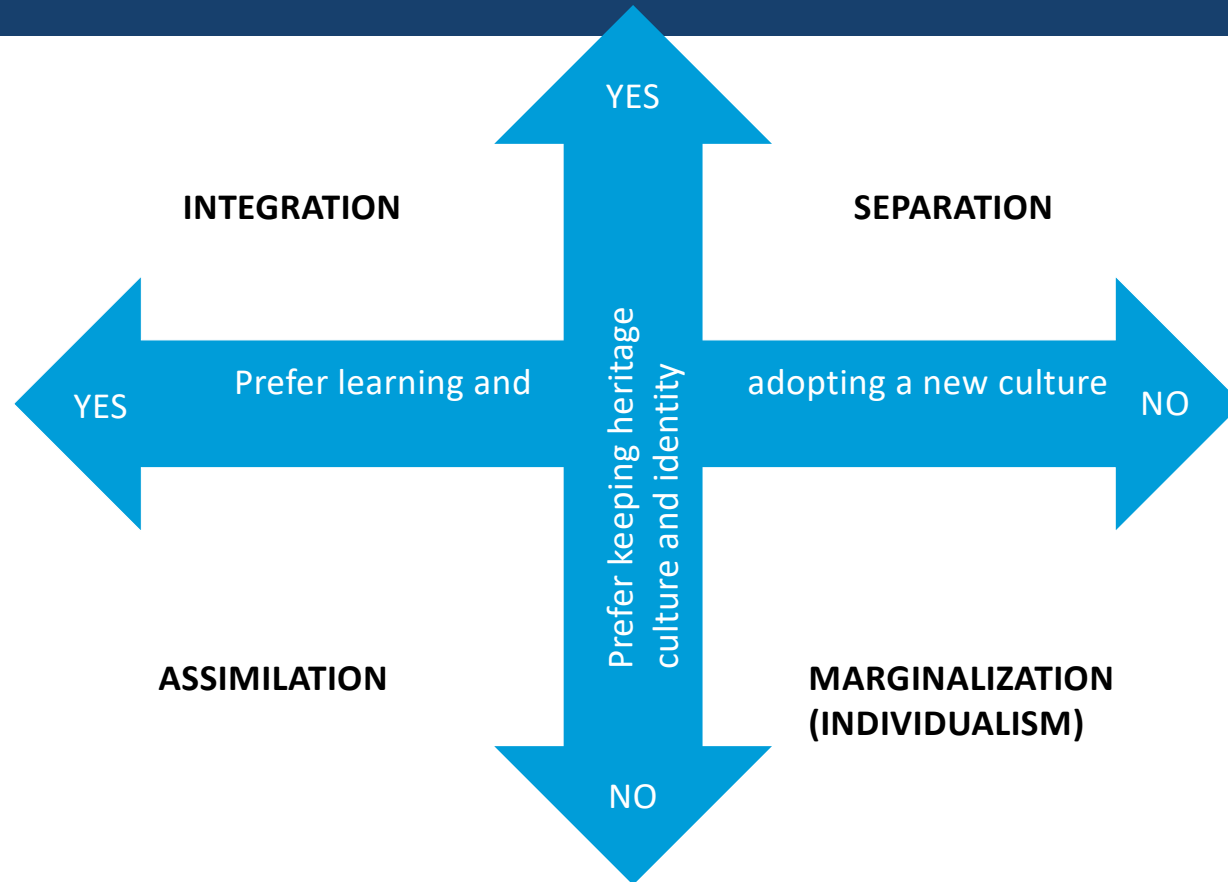 YES
INTEGRATION
SEPARATION
YES
Prefer learning and
adopting a new culture
NO
Prefer keeping heritage
culture and identity
ASSIMILATION
MARGINALIZATION
(INDIVIDUALISM)
NO